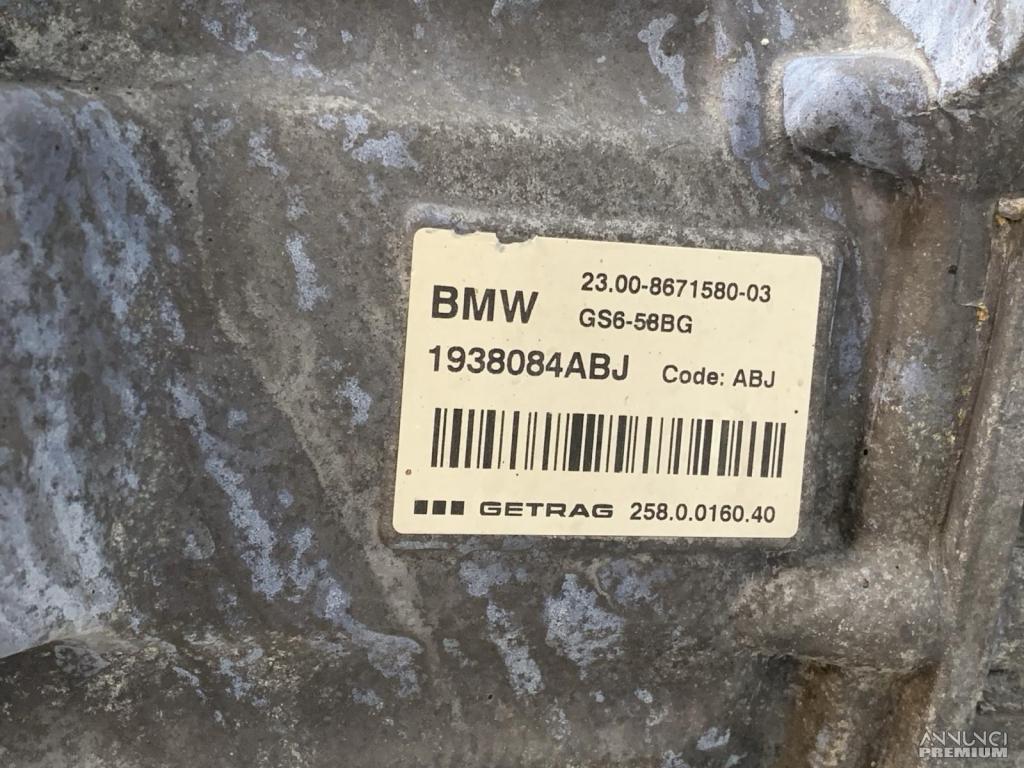 BMW 23.00-8671580-03
GS6-58BG
1938084ABJ Code: ABJ
GETRAG 258.0.0160.40
ANNUNCI
PREMIUM